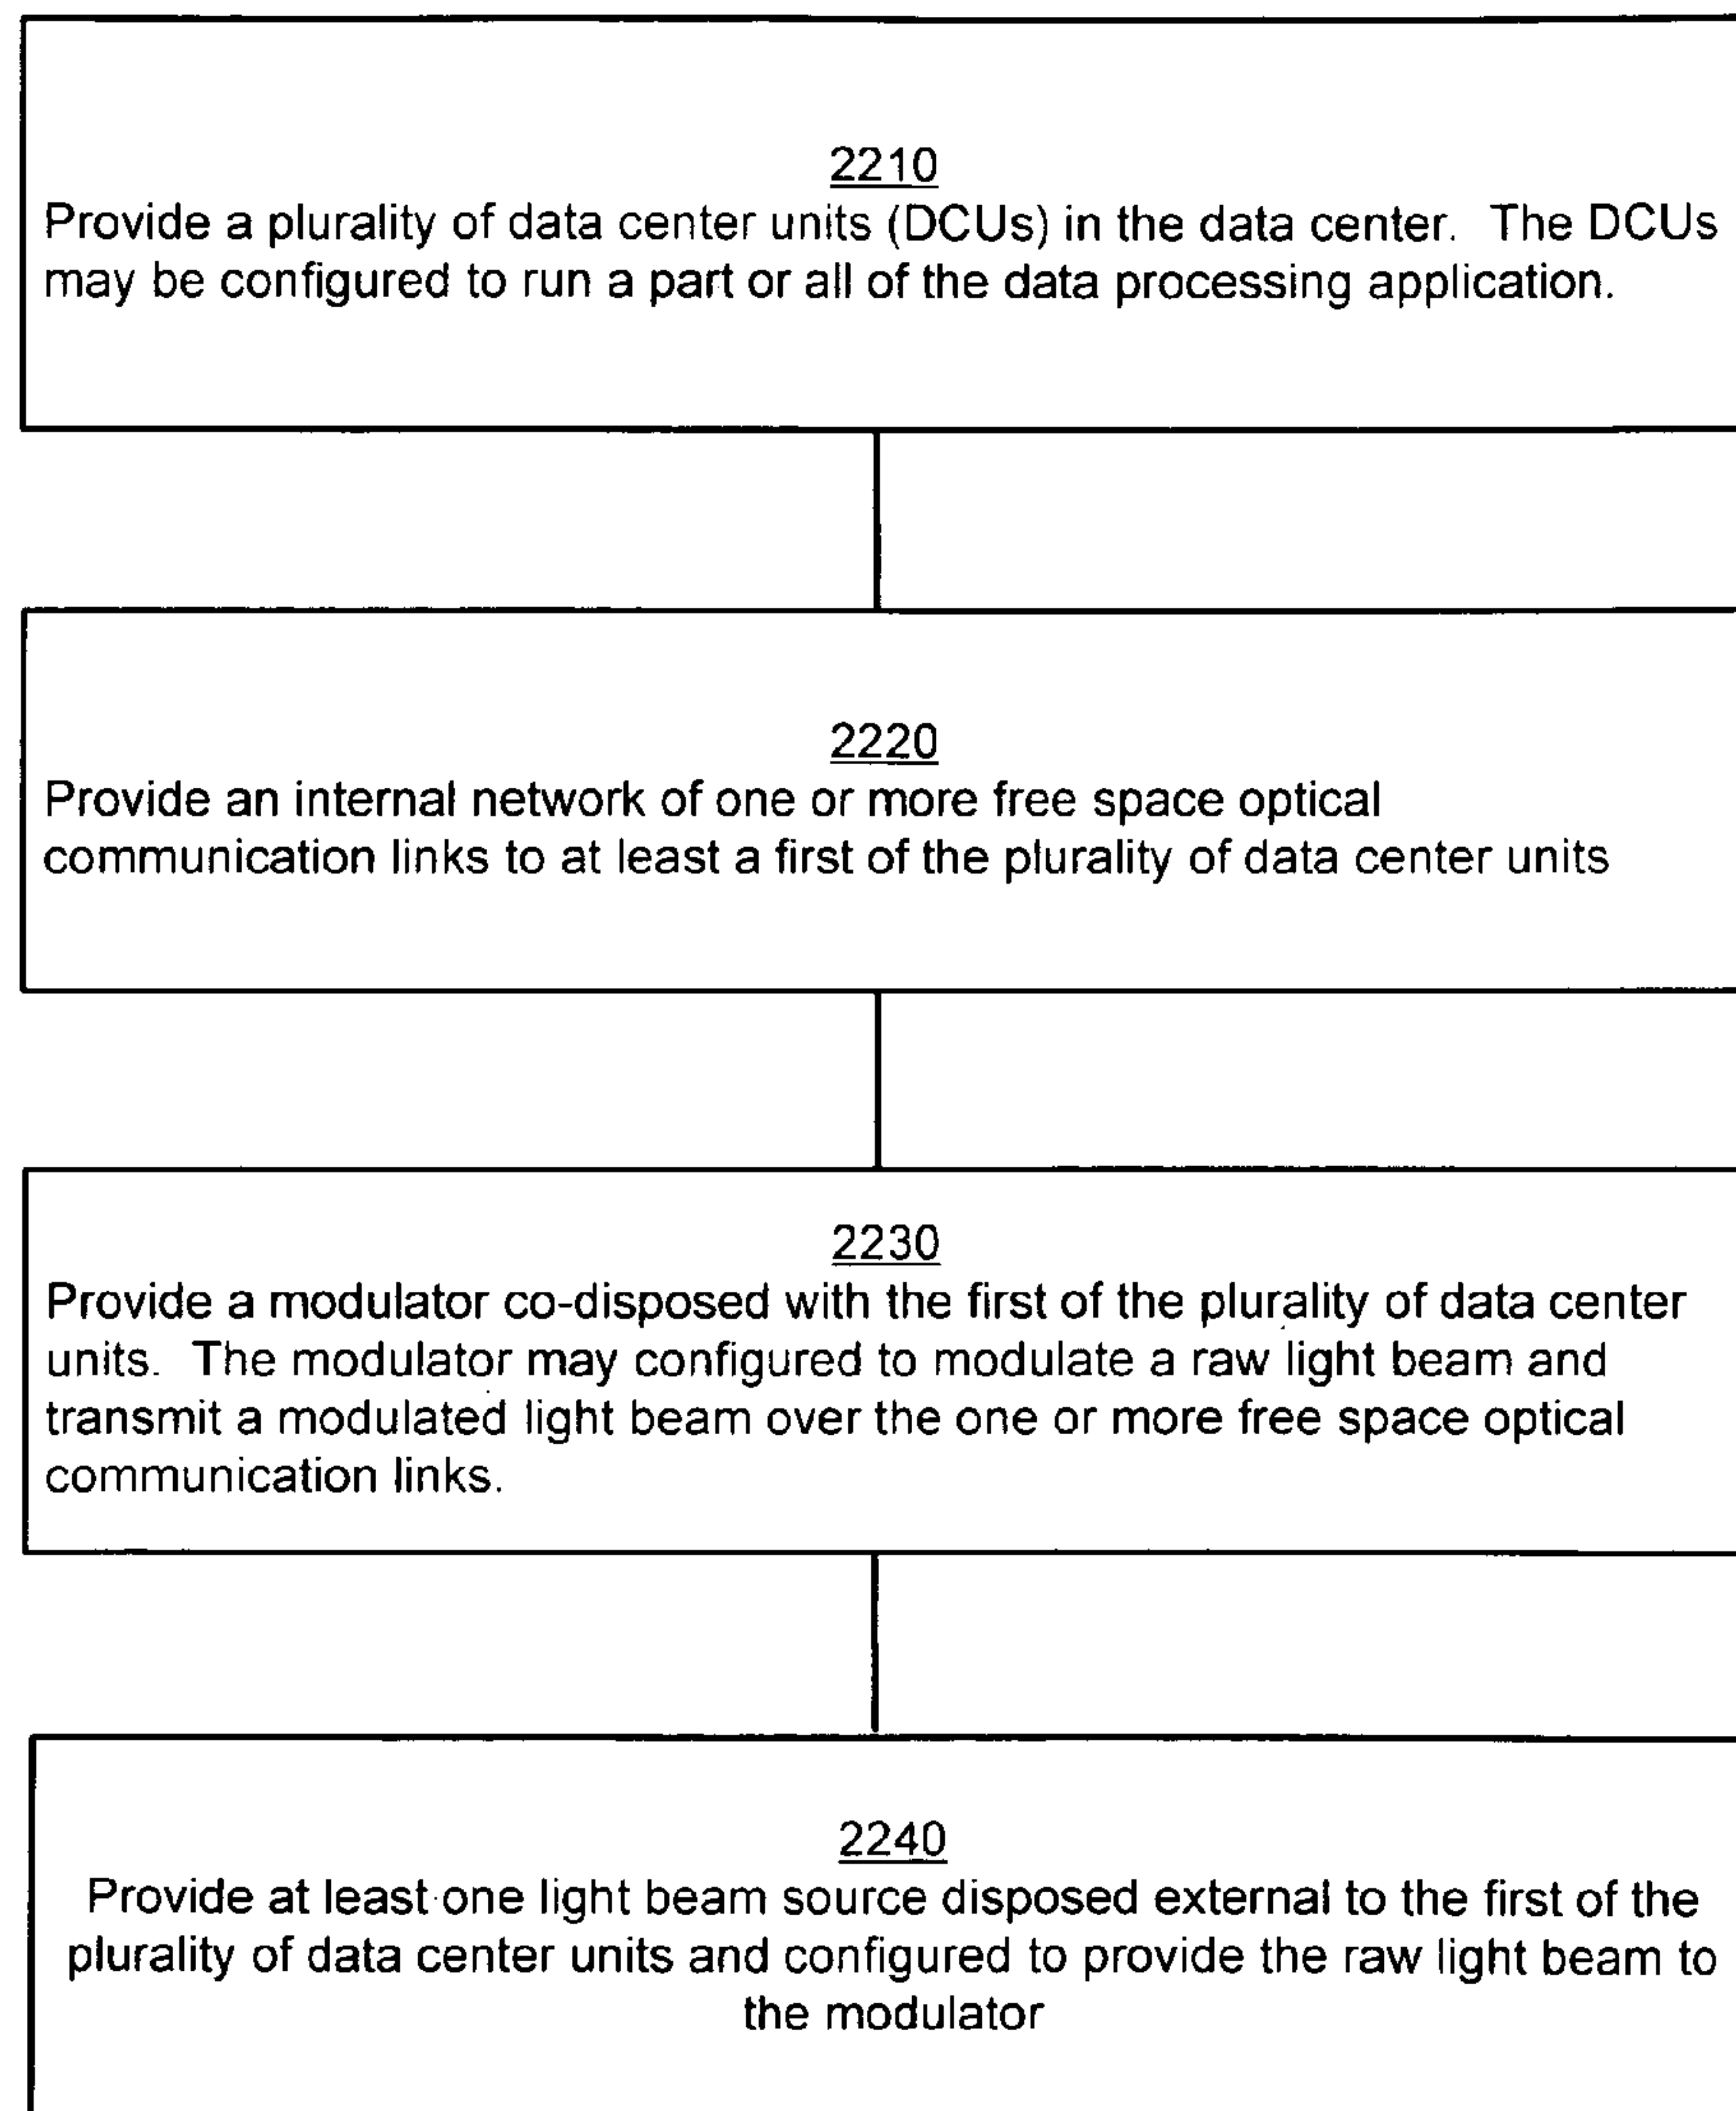 2210
Provide a plurality of data center units (DCUs) in the data center. The DCUs
may be configured to run a part or all of the data processing application.
2220
Provide an internal network of one or more free space optical
communication links to at least a first of the plurality of data center units
2230
Provide a modulator co-disposed with the first of the plurality of data center
units. The modulator may configured to modulate a raw light beam and
transmit a modulated light beam over the one or more free space optical
communication links.
2240
Provide at least one light beam source disposed external to the first of the
plurality of data center units and configured to provide the raw light beam to
the modulator